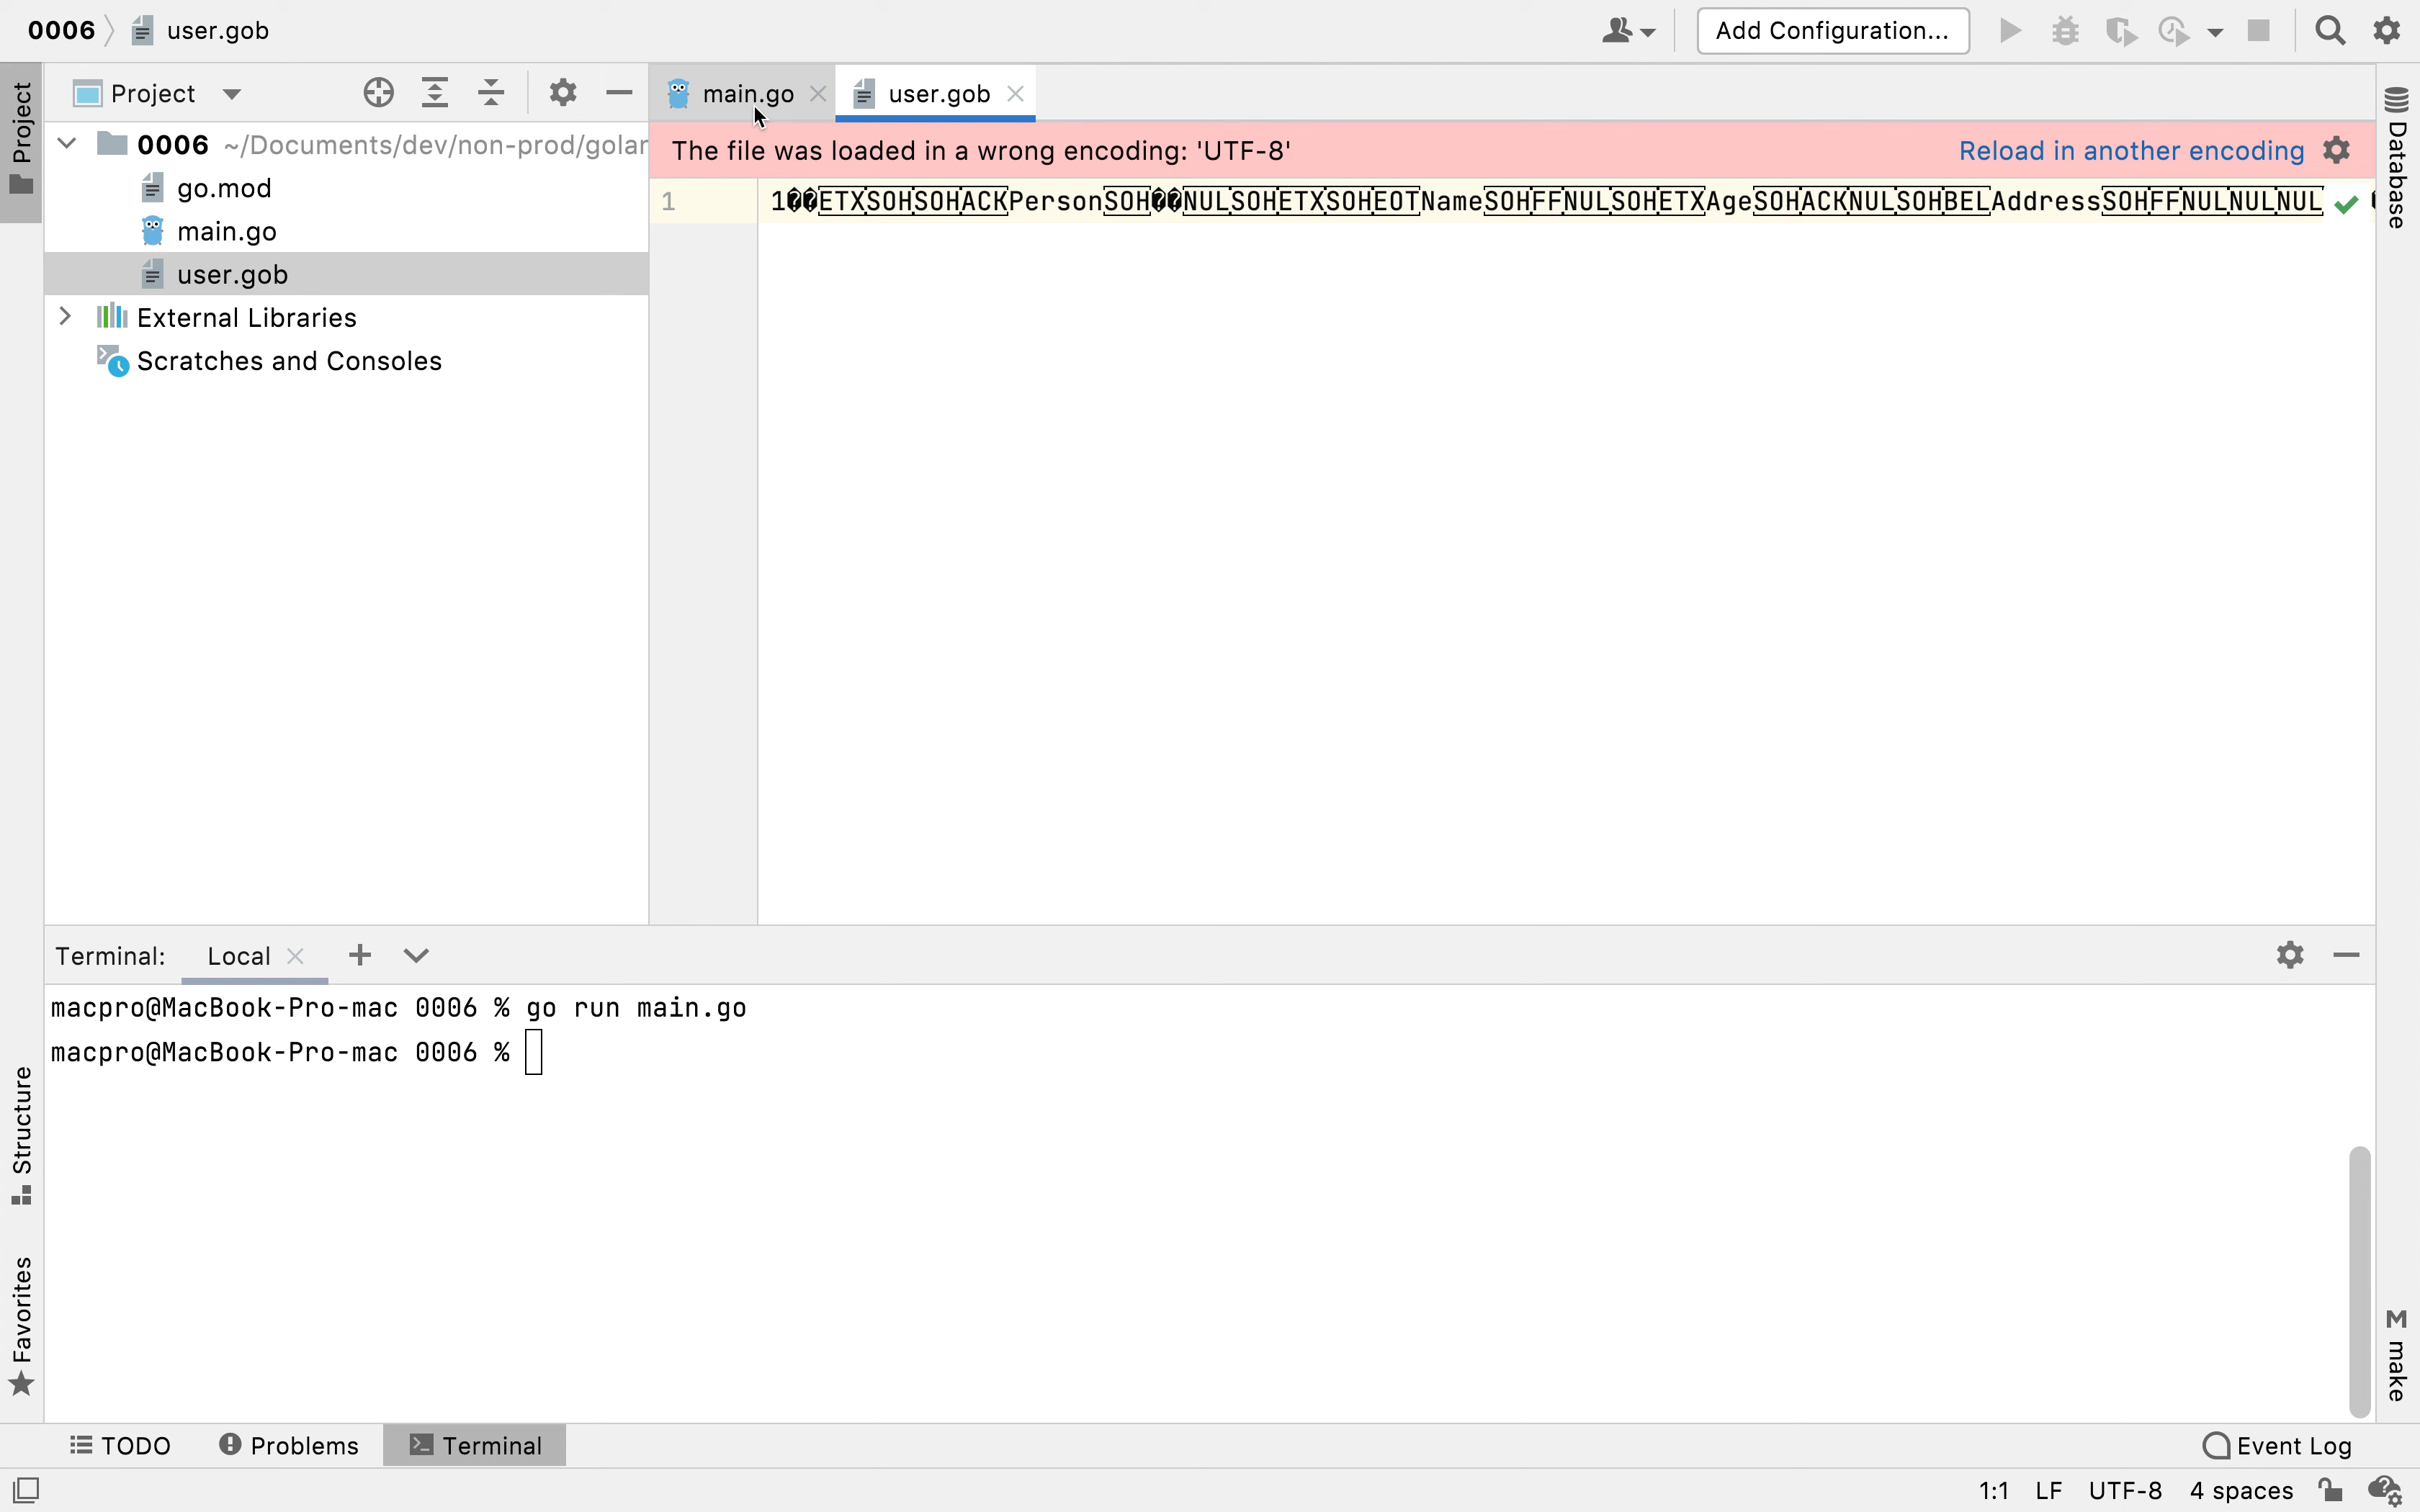 0006 user.gob
Add Configuration...
Project
Project
main.go
user.gob
Database
0006 ~/Documents/dev/non-prod/golar
go.mod
main.go
user.gob
External Libraries
Scratches and Consoles
The file was loaded in a wrong encoding: 'UTF-8'
Reload in another encoding
1
1��ETXSOHSOHACKPersonSOH��NULSOHETXSOHEOTNameSOHFFNULSOHETXAgeSOHACKNULSOHBELAddressSOHFFNULNULNUL
Terminal:
Local
macpro@MacBook-Pro-mac 0006 % go run main.go
macpro@MacBook-Pro-mac 0006 %
Structure
Favorites
make
TODO
Problems
Terminal
Event Log
1:1 LF UTF-8 4 spaces